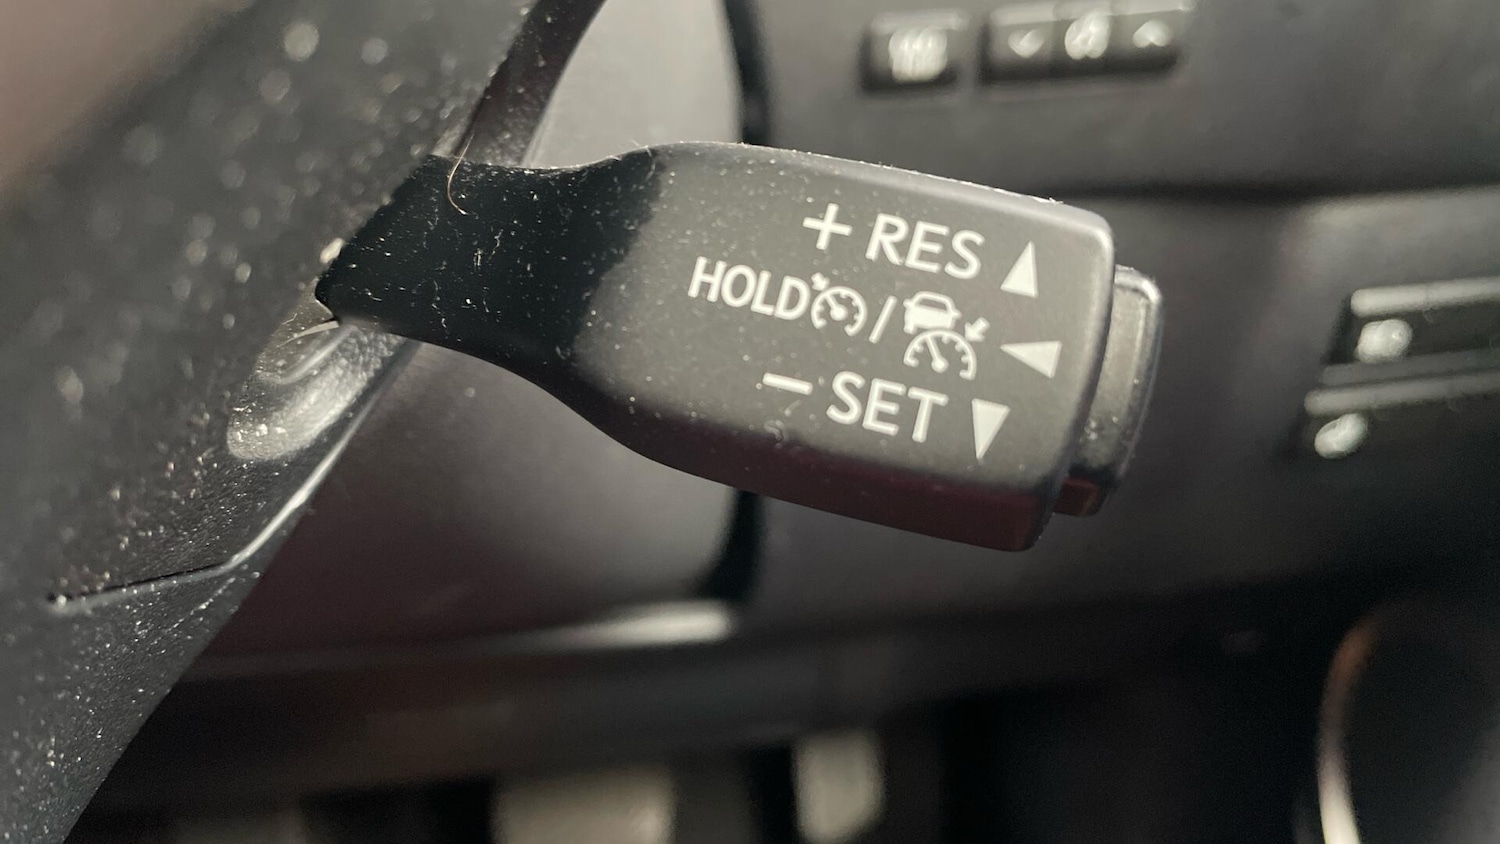 + RES
HOLD /
− SET